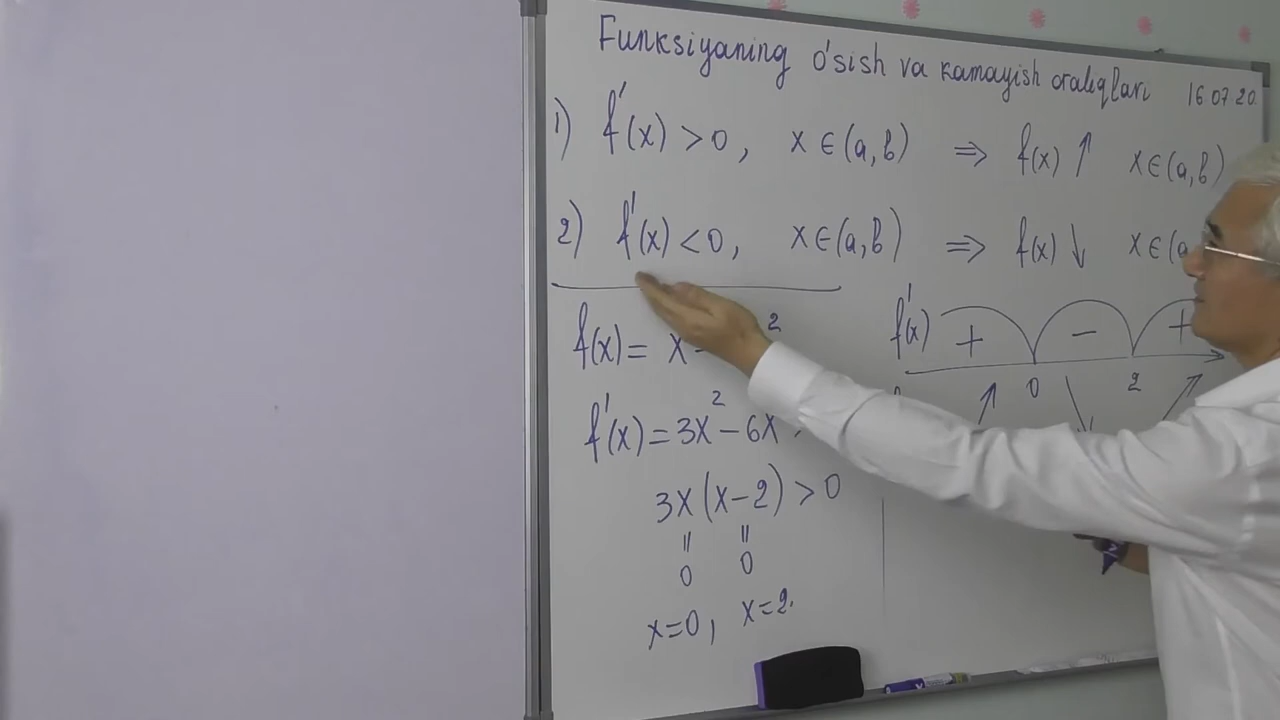 Funksiyaning o'sish va kamayish oraliqlari 16.07.20.
1) f'(x) > 0, x ∈ (a, b) ⇒ f(x) ↑ x ∈ (a, b)
2) f'(x) < 0, x ∈ (a, b) ⇒ f(x) ↓ x ∈ (a
f(x) = x 2
f'(x) = 3x² - 6x
3x(x-2) > 0
= =
0 0
x=0, x=2.
f'(x) + - +
0 2
↗ ↘ ↗